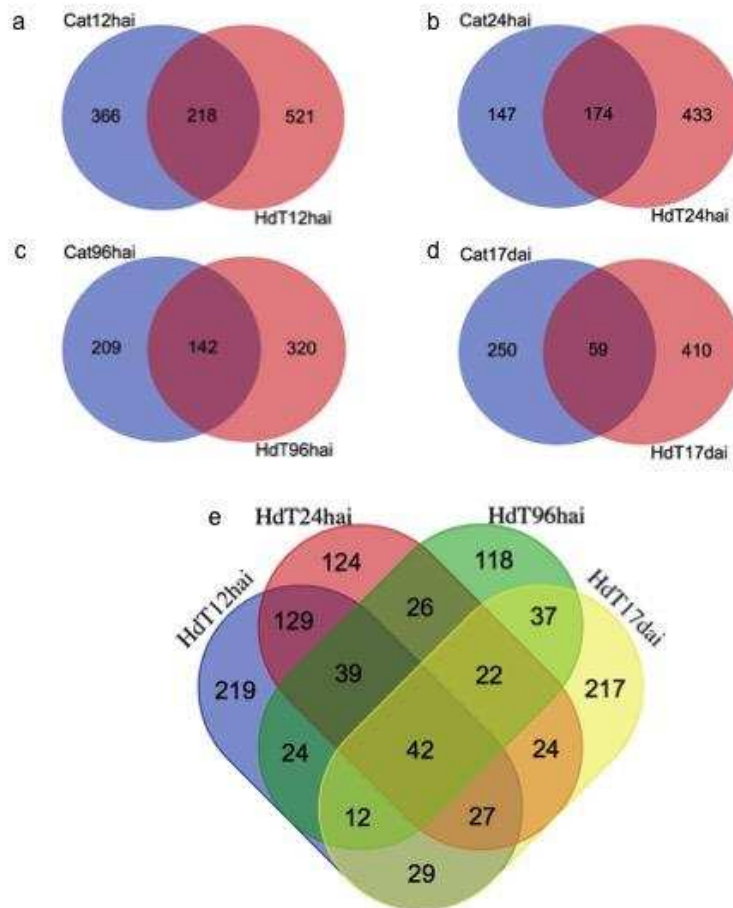 a
Cat12hai
366 218 521
HdT12hai
b
Cat24hai
147 174 433
HdT24hai
c
Cat96hai
209 142 320
HdT96hai
d
Cat17dai
250 59 410
HdT17dai
e
HdT24hai HdT96hai
HdT12hai HdT17dai
124 118
129 26 37
39 22
219 217
24 42 24
12 27
29